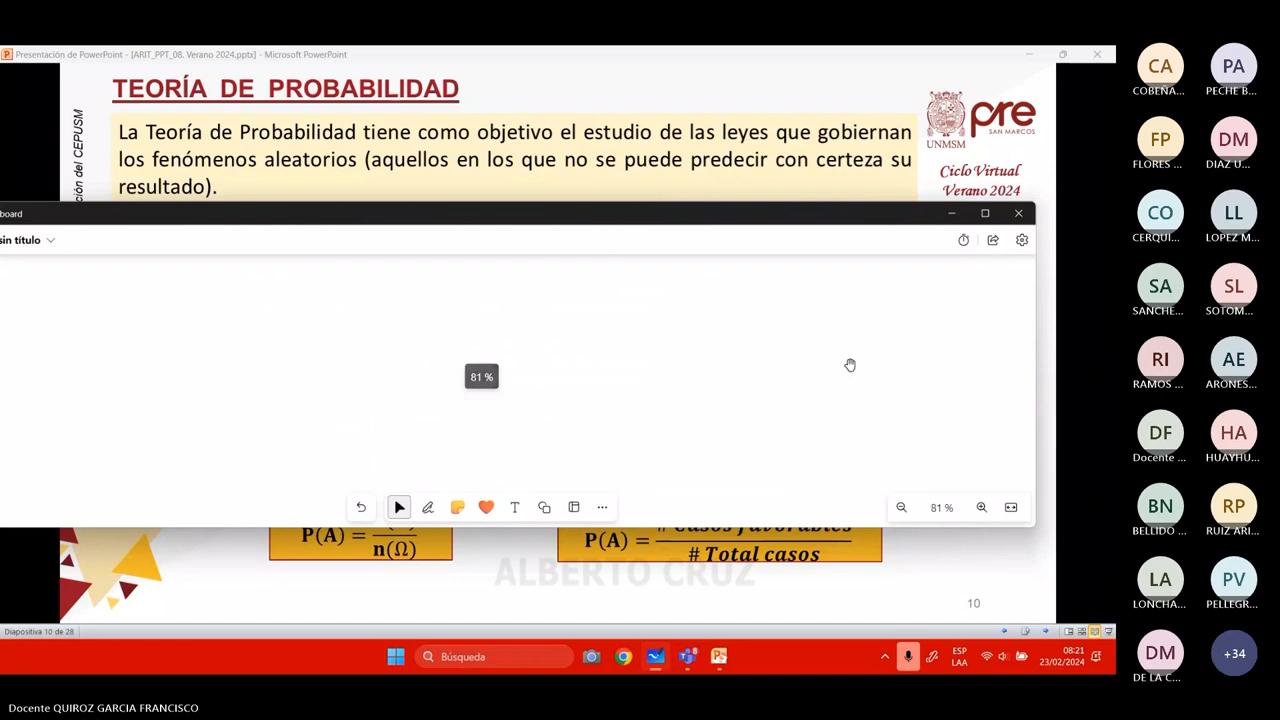 Presentación de PowerPoint - [ARIT_PPT_08. Verano 2024.pptx] - Microsoft PowerPoint
TEORÍA DE PROBABILIDAD
La Teoría de Probabilidad tiene como objetivo el estudio de las leyes que gobiernan
los fenómenos aleatorios (aquellos en los que no se puede predecir con certeza su
resultado).
ción del CEPUSM
UNMSM
pre
SAN MARCOS
Ciclo Virtual
Verano 2024
board
sin título
81 %
81 %
P(A) =
n(Ω)
P(A) = # Casos favorables
# Total casos
ALBERTO CRUZ
10
Diapositiva 10 de 28
Búsqueda
8
ESP
LAA
08:21
23/02/2024
CA
COBEÑA...
PA
PECHE B...
FP
FLORES ...
DM
DIAZ U...
CO
CERQUI...
LL
LOPEZ M...
SA
SANCHE...
SL
SOTOM...
RI
RAMOS ...
AE
ARONES...
DF
Docente ...
HA
HUAYHU...
BN
BELLIDO ...
RP
RUIZ ARI...
LA
LONCHA...
PV
PELLEGR...
DM
DE LA C...
+34
Docente QUIROZ GARCIA FRANCISCO